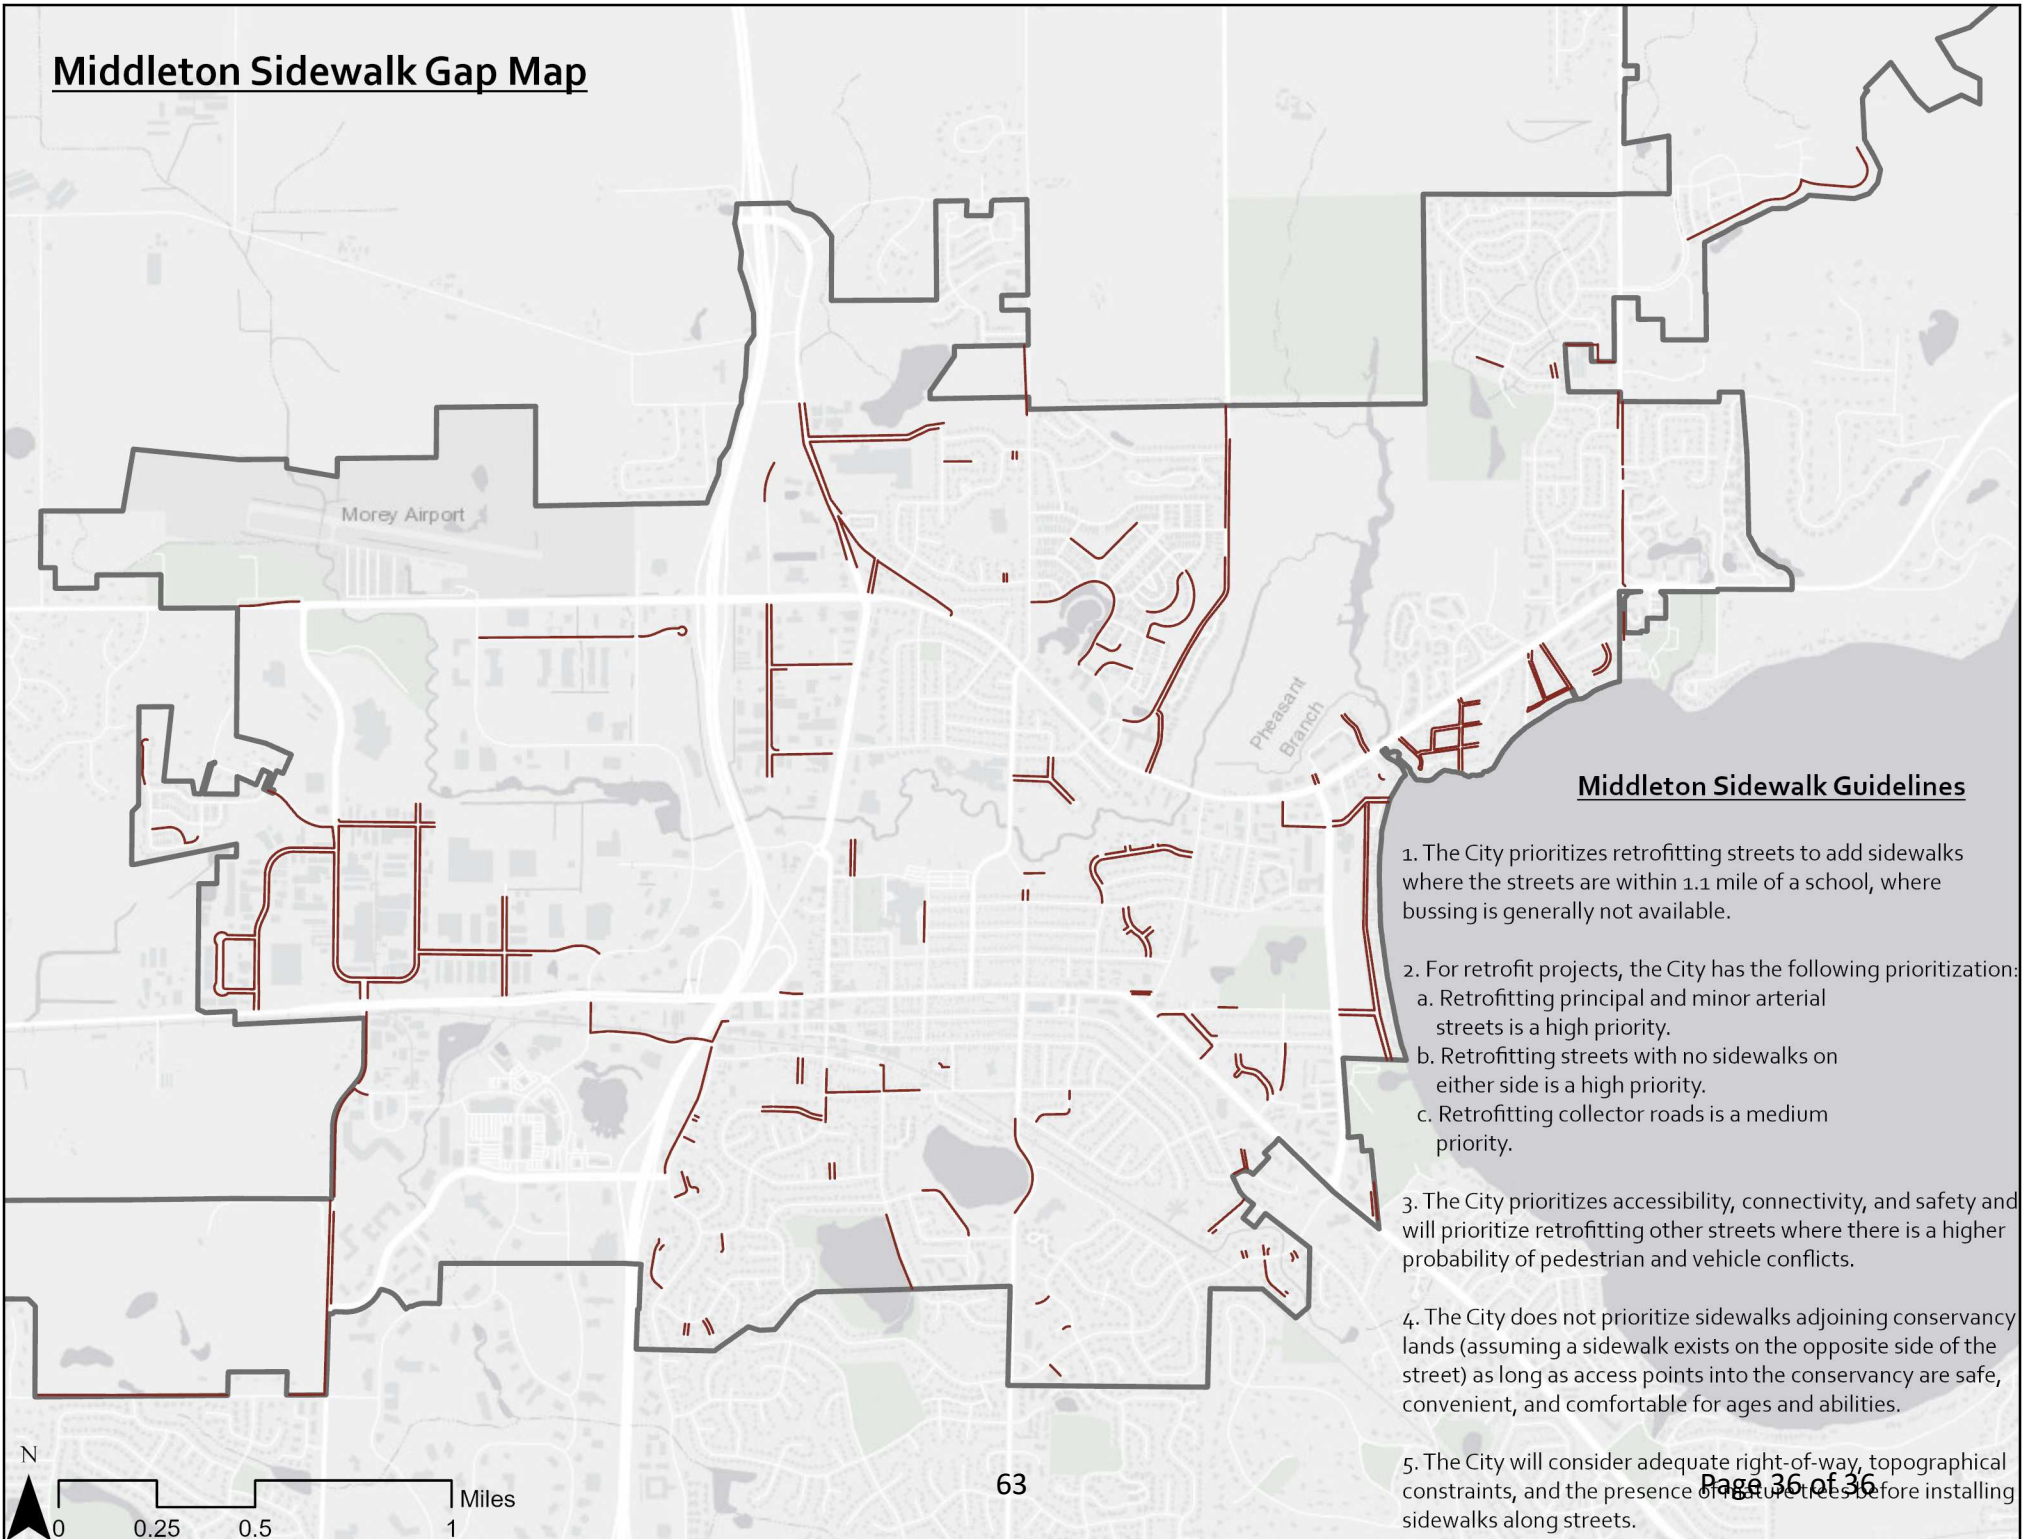 Middleton Sidewalk Gap Map
Morey Airport
Pheasant
Branch
Middleton Sidewalk Guidelines
1. The City prioritizes retrofitting streets to add sidewalks
where the streets are within 1.1 mile of a school, where
bussing is generally not available.
2. For retrofit projects, the City has the following prioritization:
a. Retrofitting principal and minor arterial
streets is a high priority.
b. Retrofitting streets with no sidewalks on
either side is a high priority.
c. Retrofitting collector roads is a medium
priority.
3. The City prioritizes accessibility, connectivity, and safety and
will prioritize retrofitting other streets where there is a higher
probability of pedestrian and vehicle conflicts.
4. The City does not prioritize sidewalks adjoining conservancy
lands (assuming a sidewalk exists on the opposite side of the
street) as long as access points into the conservancy are safe,
convenient, and comfortable for ages and abilities.
5. The City will consider adequate right-of-way, topographical
constraints, and the presence of mature trees before installing
sidewalks along streets.
N
Miles
0 0.25 0.5 1
63
Page 36 of 36